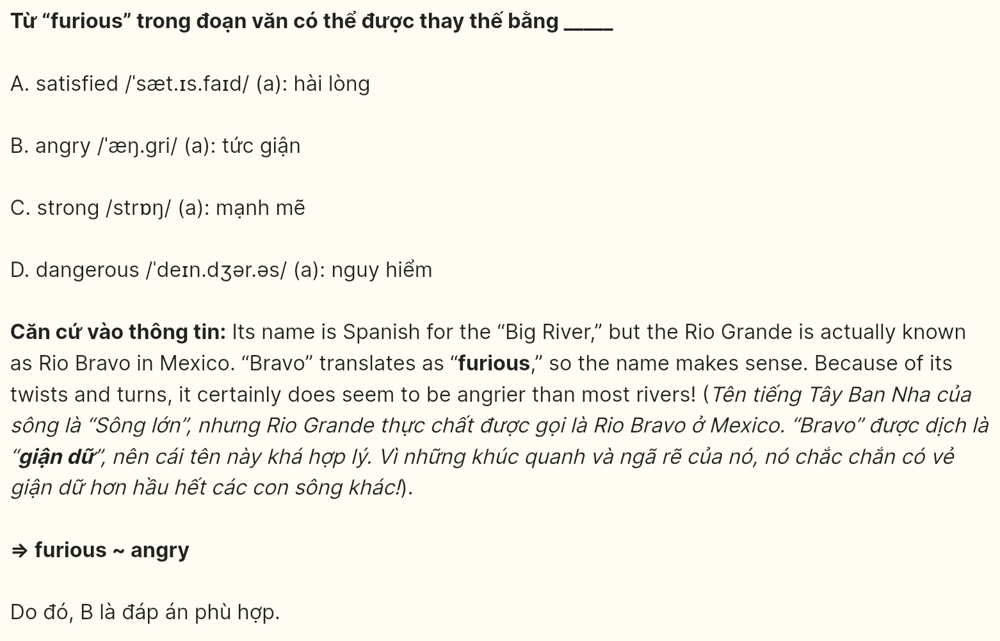 Từ “furious” trong đoạn văn có thể được thay thế bằng _____
A. satisfied /ˈsæt.ɪs.faɪd/ (a): hài lòng
B. angry /ˈæŋ.gri/ (a): tức giận
C. strong /strɒŋ/ (a): mạnh mẽ
D. dangerous /ˈdeɪn.dʒər.əs/ (a): nguy hiểm
Căn cứ vào thông tin: Its name is Spanish for the “Big River,” but the Rio Grande is actually known
as Rio Bravo in Mexico. “Bravo” translates as “furious,” so the name makes sense. Because of its
twists and turns, it certainly does seem to be angrier than most rivers! (Tên tiếng Tây Ban Nha của
sông là “Sông lớn”, nhưng Rio Grande thực chất được gọi là Rio Bravo ở Mexico. “Bravo” được dịch là
“giận dữ”, nên cái tên này khá hợp lý. Vì những khúc quanh và ngã rẽ của nó, nó chắc chắn có vẻ
giận dữ hơn hầu hết các con sông khác!).
⇒ furious ~ angry
Do đó, B là đáp án phù hợp.